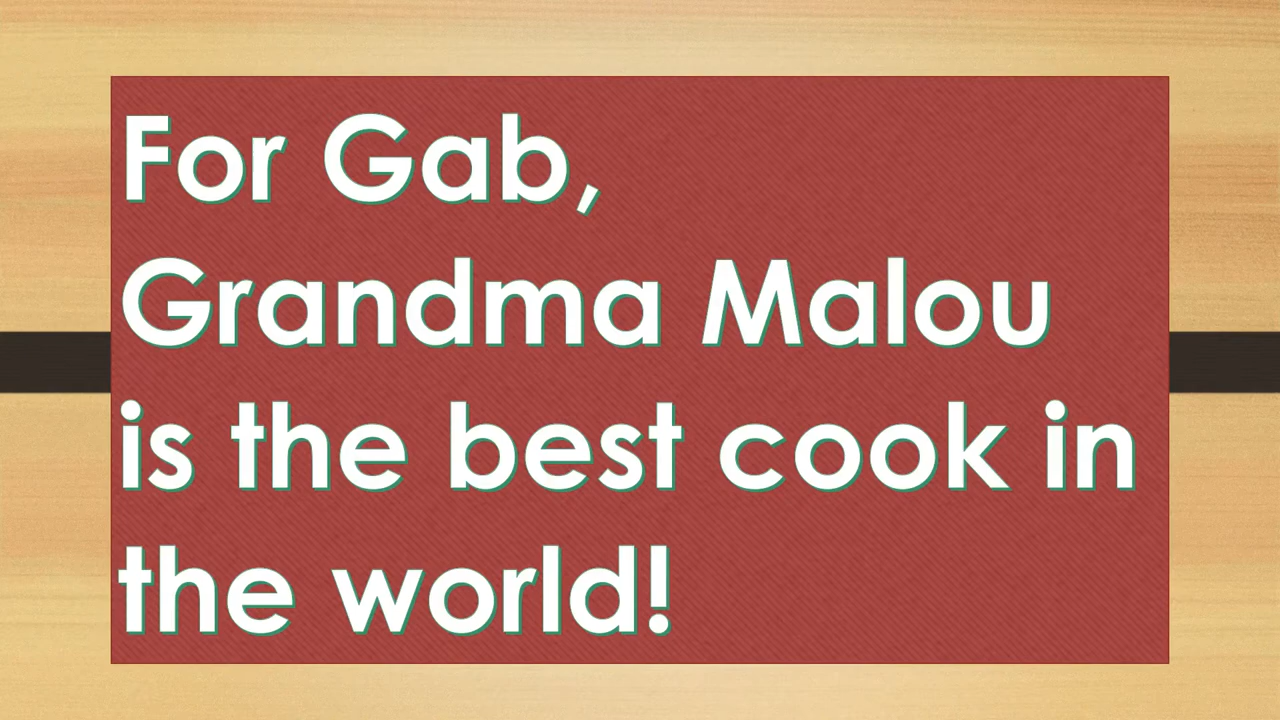 For Gab,
Grandma Malou
is the best cook in
the world!